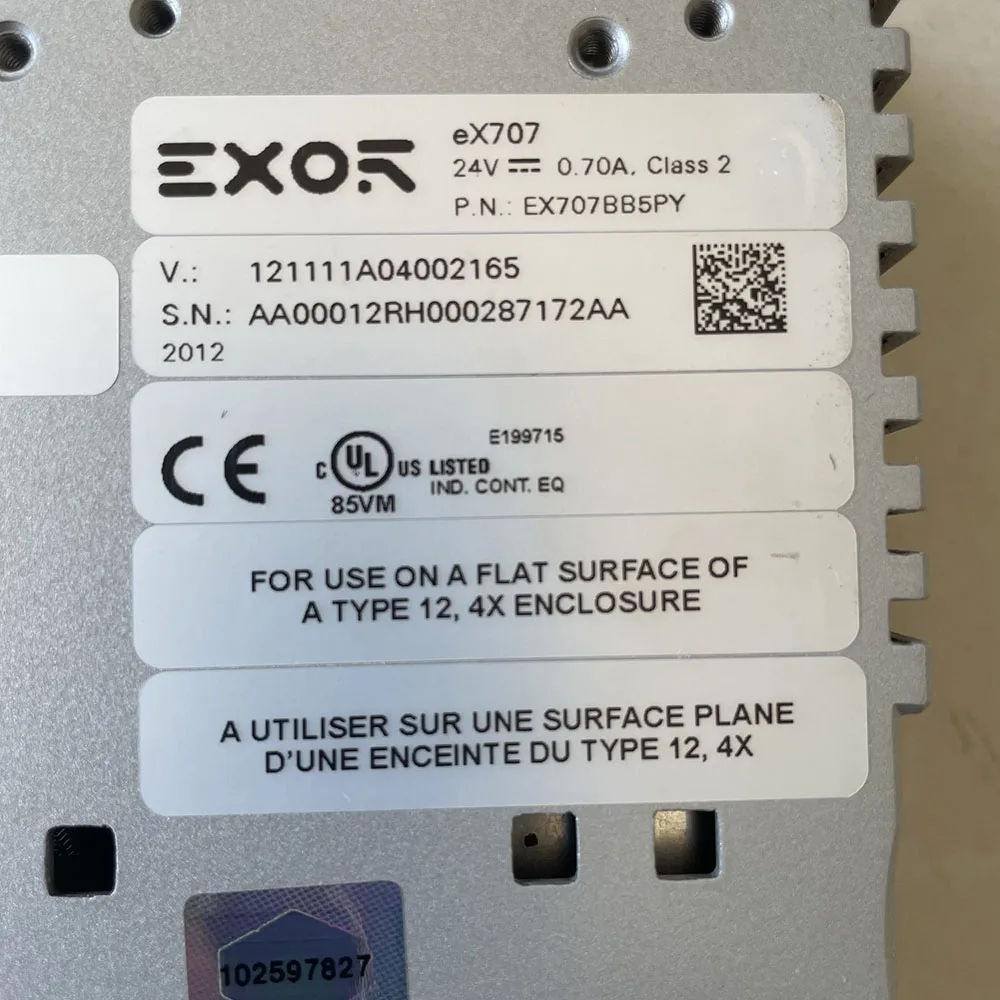 EXOR
eX707
24V 0.70A, Class 2
P.N.: EX707BB5PY
V.: 121111A04002165
S.N.: AA00012RH000287172AA
2012
CE
E199715
C UL US LISTED
IND. CONT. EQ
85VM
FOR USE ON A FLAT SURFACE OF
A TYPE 12, 4X ENCLOSURE
A UTILISER SUR UNE SURFACE PLANE
D'UNE ENCEINTE DU TYPE 12, 4X
102597827